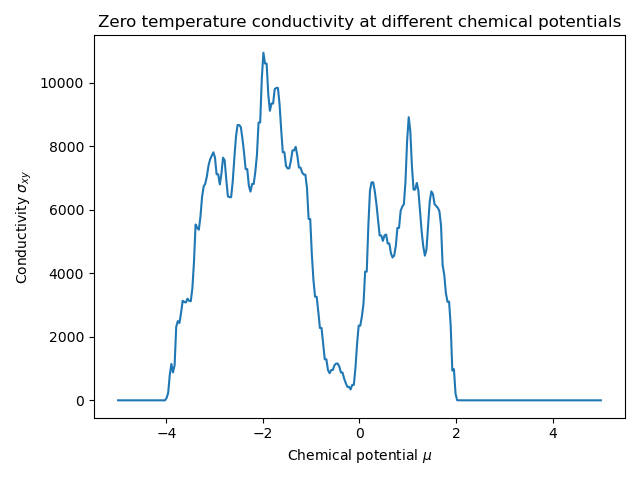 Zero temperature conductivity at different chemical potentials
Conductivity σxy
10000
8000
6000
4000
2000
0
−4 −2 0 2 4
Chemical potential μ